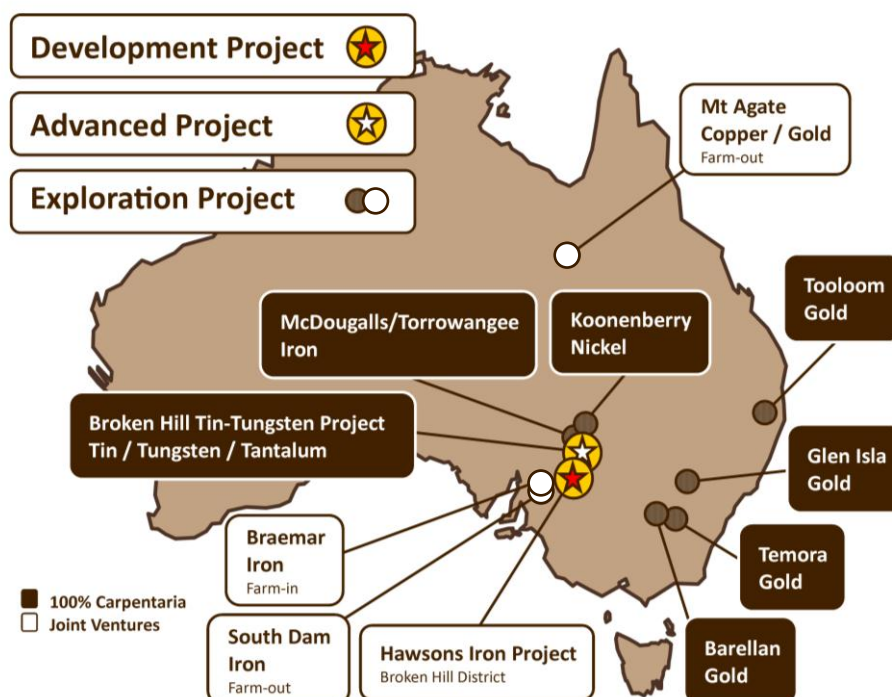 Development Project
Advanced Project
Exploration Project
Mt Agate
Copper / Gold
Farm-out
Tooloom
Gold
McDougalls/Torrowangee
Iron
Koonenberry
Nickel
Broken Hill Tin-Tungsten Project
Tin / Tungsten / Tantalum
Glen Isla
Gold
Braemar
Iron
Farm-in
Temora
Gold
100% Carpentaria
Joint Ventures
South Dam
Iron
Farm-out
Hawsons Iron Project
Broken Hill District
Barellan
Gold